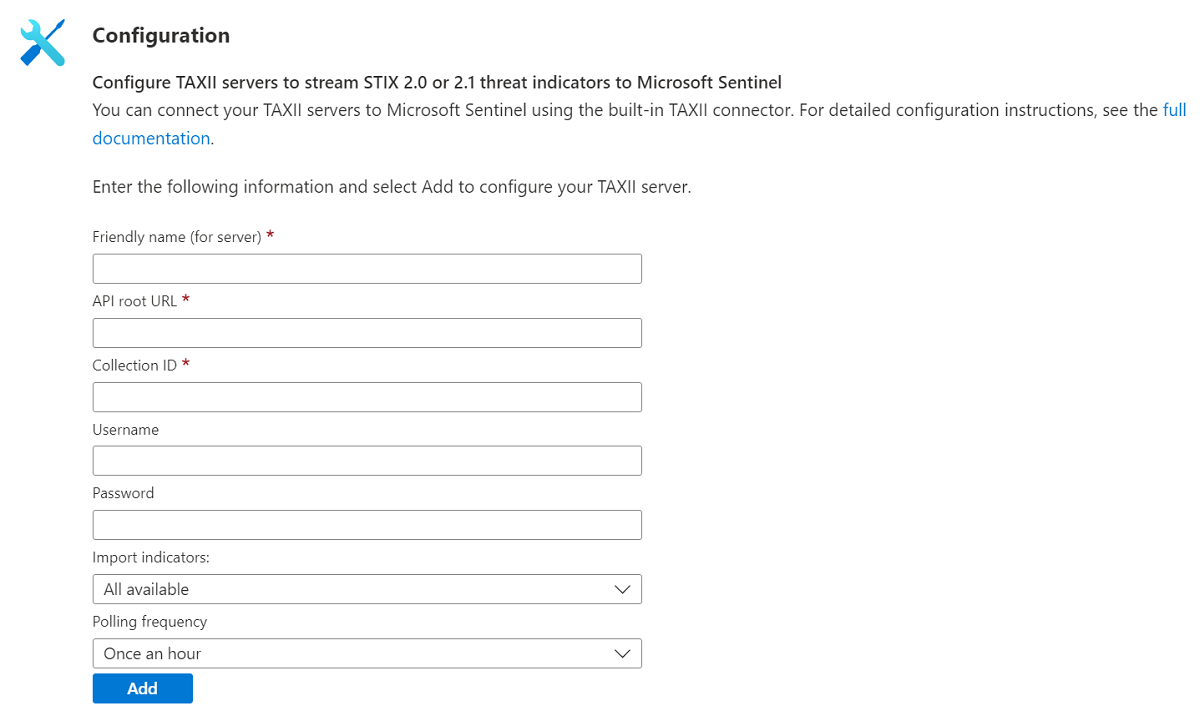 Configuration
Configure TAXII servers to stream STIX 2.0 or 2.1 threat indicators to Microsoft Sentinel
You can connect your TAXII servers to Microsoft Sentinel using the built-in TAXII connector. For detailed configuration instructions, see the full
documentation.
Enter the following information and select Add to configure your TAXII server.
Friendly name (for server) *
API root URL *
Collection ID *
Username
Password
Import indicators:
All available
Polling frequency
Once an hour
Add